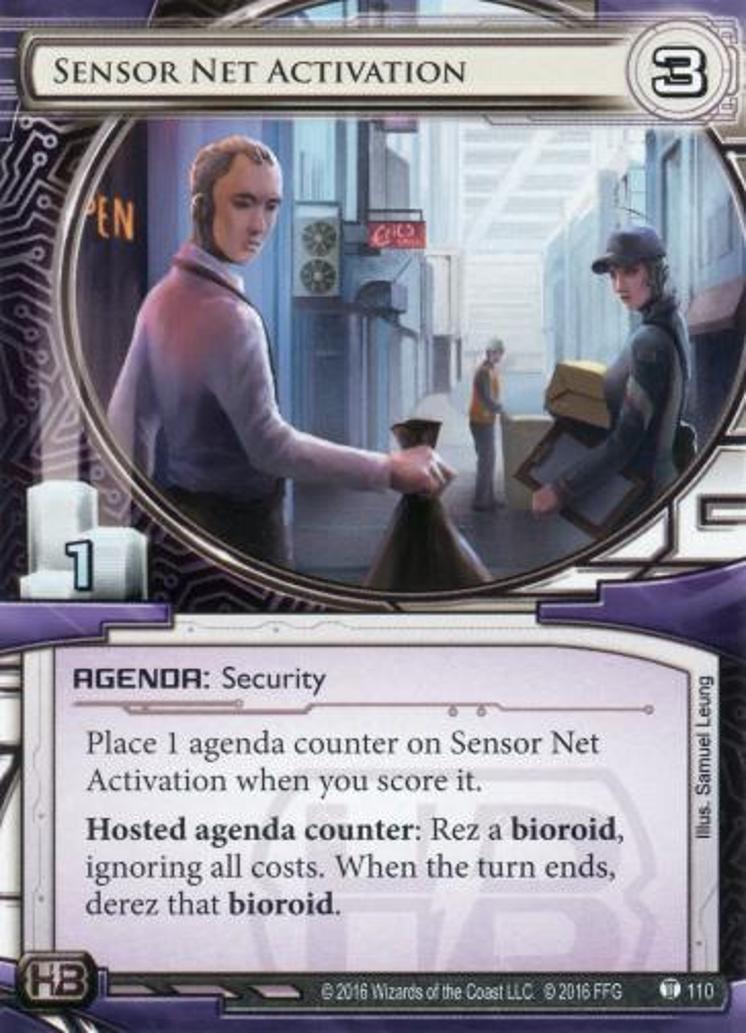 Sensor Net Activation
3
PEN
1
AGENDA: Security
Place 1 agenda counter on Sensor Net
Activation when you score it.
Hosted agenda counter: Rez a bioroid,
ignoring all costs. When the turn ends,
derez that bioroid.
Illus. Samuel Leung
HB
© 2016 Wizards of the Coast LLC. © 2016 FFG
110